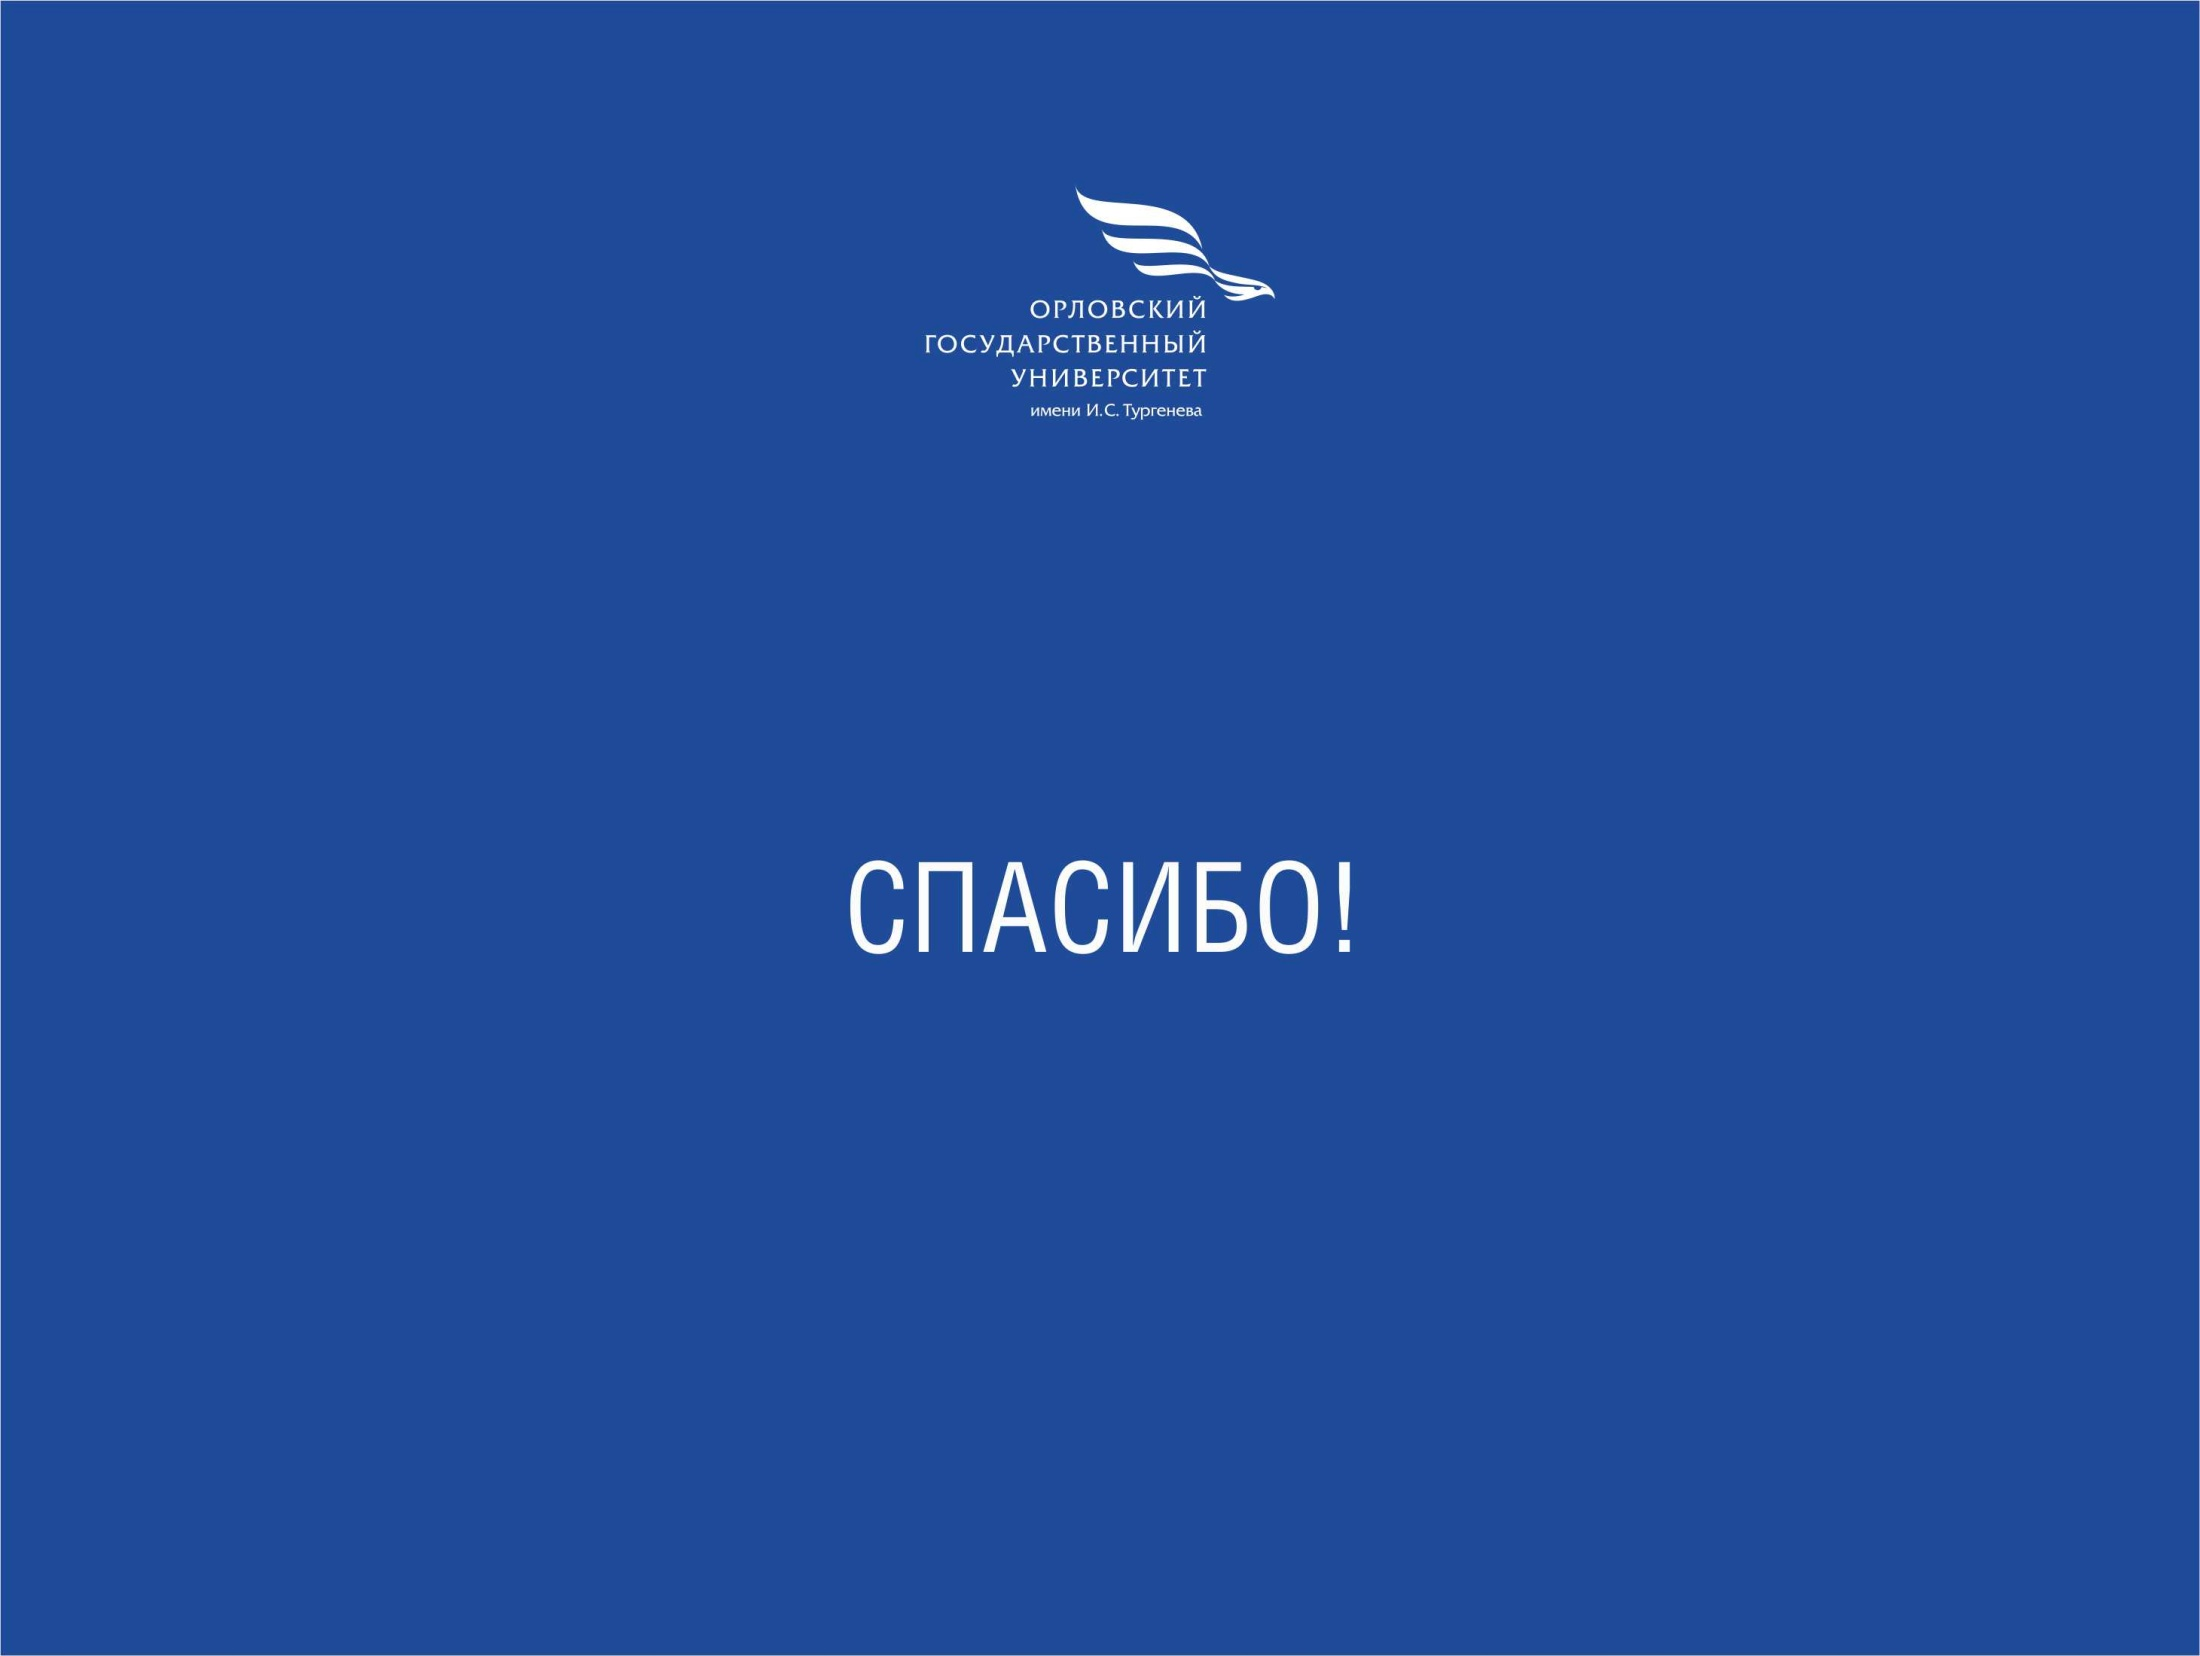 ОРЛОВСКИЙ
ГОСУДАРСТВЕННЫЙ
УНИВЕРСИТЕТ
имени И.С. Тургенева
СПАСИБО!